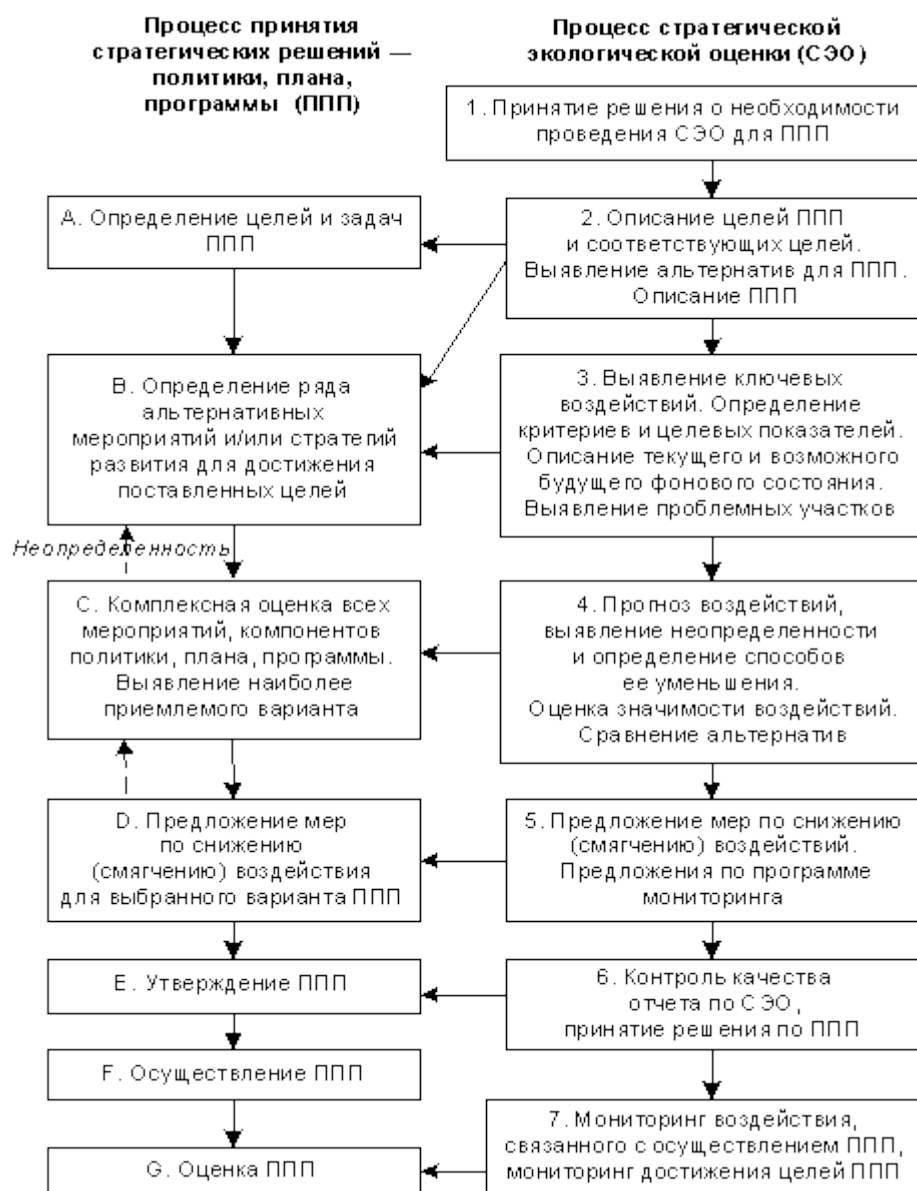 Процесс принятия
стратегических решений —
политики, плана,
программы (ППП)
Процесс стратегической
экологической оценки (СЭО)
1. Принятие решения о необходимости
проведения СЭО для ППП
А. Определение целей и задач
ППП
2. Описание целей ППП
и соответствующих целей.
Выявление альтернатив для ППП.
Описание ППП
B. Определение ряда
альтернативных
мероприятий и/или стратегий
развития для достижения
поставленных целей
3. Выявление ключевых
воздействий. Определение
критериев и целевых показателей.
Описание текущего и возможного
будущего фонового состояния.
Выявление проблемных участков
Неопределенность
C. Комплексная оценка всех
мероприятий, компонентов
политики, плана, программы.
Выявление наиболее
приемлемого варианта
4. Прогноз воздействий,
выявление неопределенности
и определение способов
ее уменьшения.
Оценка значимости воздействий.
Сравнение альтернатив
D. Предложение мер
по снижению
(смягчению) воздействия
для выбранного варианта ППП
5. Предложение мер по снижению
(смягчению) воздействий.
Предложения по программе
мониторинга
E. Утверждение ППП
6. Контроль качества
отчета по СЭО,
принятие решения по ППП
F. Осуществление ППП
7. Мониторинг воздействия,
связанного с осуществлением ППП,
мониторинг достижения целей ППП
G. Оценка ППП